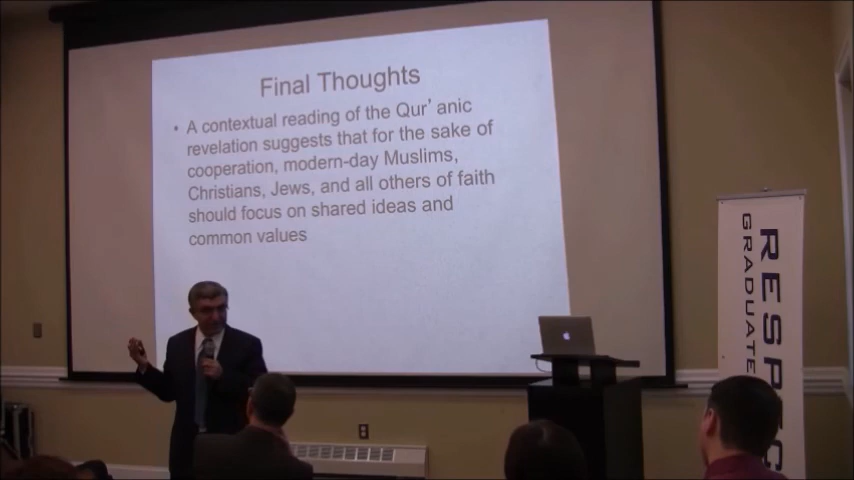 Final Thoughts
• A contextual reading of the Qur’ anic
revelation suggests that for the sake of
cooperation, modern-day Muslims,
Christians, Jews, and all others of faith
should focus on shared ideas and
common values
RESPEC
GRADUATE